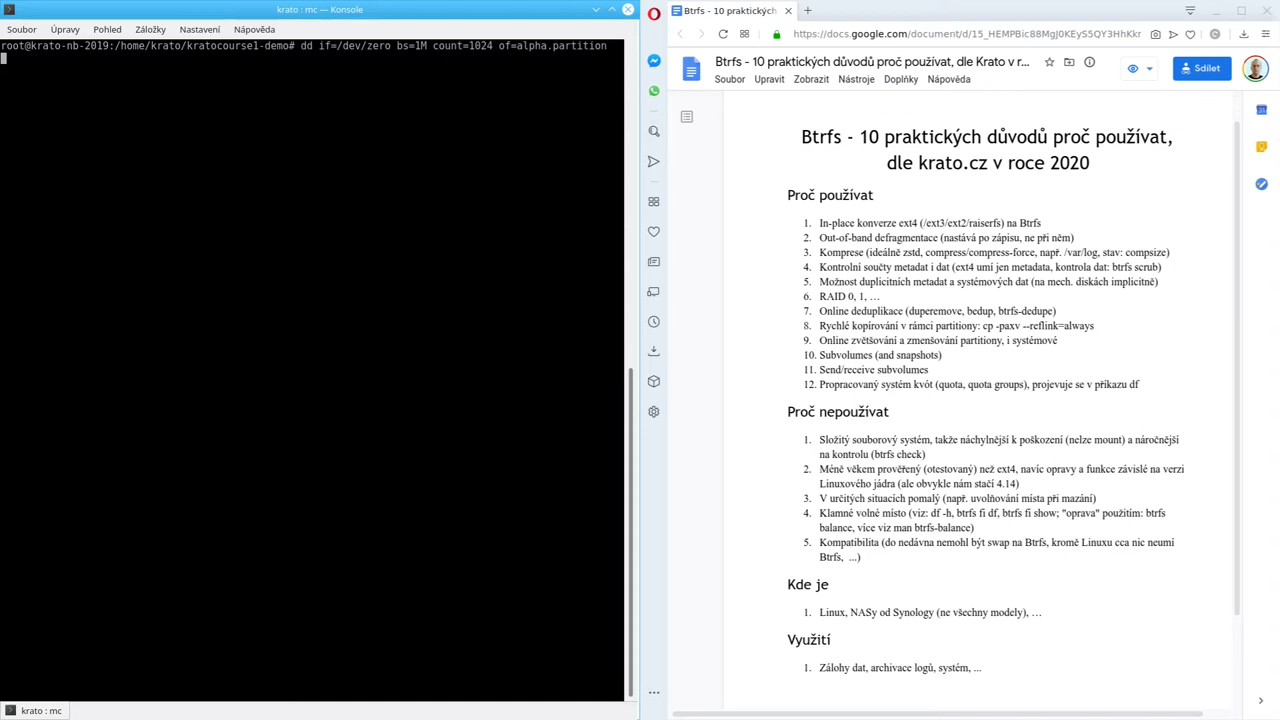 krato : mc — Konsole
Soubor Úpravy Pohled Záložky Nastavení Nápověda
root@krato-nb-2019:/home/krato/kratocourse1-demo# dd if=/dev/zero bs=1M count=1024 of=alpha.partition
krato : mc
Btrfs - 10 praktických
https://docs.google.com/document/d/15_HEMPBic88MgJ0KEyS5QY3HhKkr
Btrfs - 10 praktických důvodů proč používat, dle Krato v r...
Soubor Upravit Zobrazit Nástroje Doplňky Nápověda
Sdílet
Btrfs - 10 praktických důvodů proč používat,
dle krato.cz v roce 2020
Proč používat
1. In-place konverze ext4 (/ext3/ext2/raiserfs) na Btrfs
2. Out-of-band defragmentace (nastává po zápisu, ne při něm)
3. Komprese (ideálně zstd, compress/compress-force, např. /var/log, stav: compsize)
4. Kontrolní součty metadat i dat (ext4 umí jen metadata, kontrola dat: btrfs scrub)
5. Možnost duplicitních metadat a systémových dat (na mech. diskách implicitně)
6. RAID 0, 1, …
7. Online deduplikace (duperemove, bedup, btrfs-dedupe)
8. Rychlé kopírování v rámci partitiony: cp -paxv --reflink=always
9. Online zvětšování a zmenšování partitiony, i systémové
10. Subvolumes (and snapshots)
11. Send/receive subvolumes
12. Propracovaný systém kvót (quota, quota groups), projevuje se v příkazu df
Proč nepoužívat
1. Složitý souborový systém, takže náchylnější k poškození (nelze mount) a náročnější
na kontrolu (btrfs check)
2. Méně věkem prověřený (otestovaný) než ext4, navíc opravy a funkce závislé na verzi
Linuxového jádra (ale obvykle nám stačí 4.14)
3. V určitých situacích pomalý (např. uvolňování místa při mazání)
4. Klamné volné místo (viz: df -h, btrfs fi df, btrfs fi show; "oprava" použitím: btrfs
balance, více viz man btrfs-balance)
5. Kompatibilita (do nedávna nemohl být swap na Btrfs, kromě Linuxu cca nic neumí
Btrfs, ...)
Kde je
1. Linux, NASy od Synology (ne všechny modely), …
Využití
1. Zálohy dat, archivace logů, systém, ...